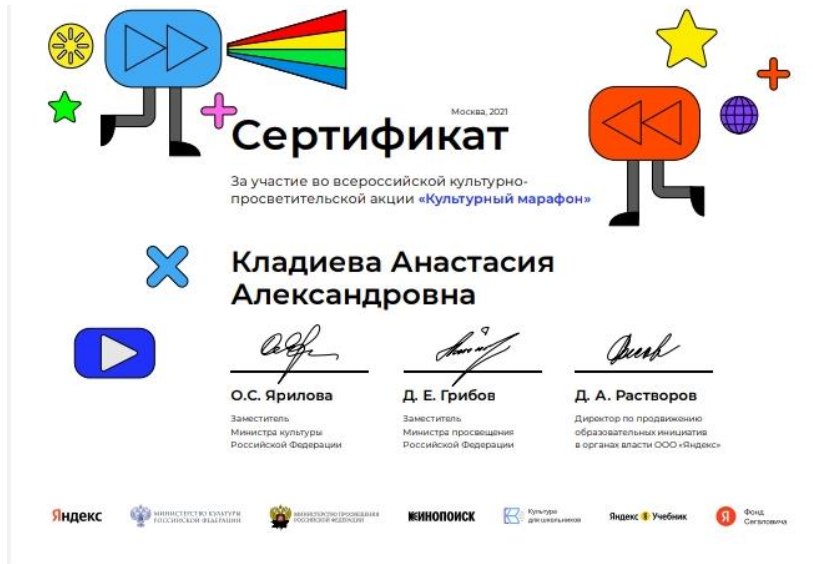 Москва, 2021
Сертификат
За участие во всероссийской культурно-
просветительской акции «Культурный марафон»
Кладиева Анастасия
Александровна
О.С. Ярилова
Заместитель
Министра культуры
Российской Федерации
Д. Е. Грибов
Заместитель
Министра просвещения
Российской Федерации
Д. А. Растворов
Директор по продвижению
образовательных инициатив
в органах власти ООО «Яндекс»
Яндекс
МИНИСТЕРСТВО КУЛЬТУРЫ
РОССИЙСКОЙ ФЕДЕРАЦИИ
МИНИСТЕРСТВО ПРОСВЕЩЕНИЯ
РОССИЙСКОЙ ФЕДЕРАЦИИ
КИНОПОИСК
Культура
для школьников
Яндекс Учебник
Я
Фонд
Сегаловича